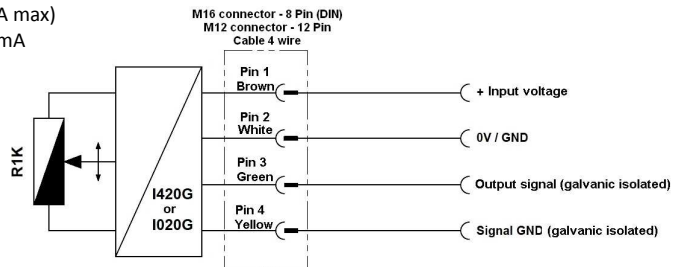 A max)
mA
M16 connector - 8 Pin (DIN)
M12 connector - 12 Pin
Cable 4 wire
Pin 1
Brown
+ Input voltage
Pin 2
White
0V / GND
Pin 3
Green
Output signal (galvanic isolated)
Pin 4
Yellow
Signal GND (galvanic isolated)
R1K
I420G
or
I020G